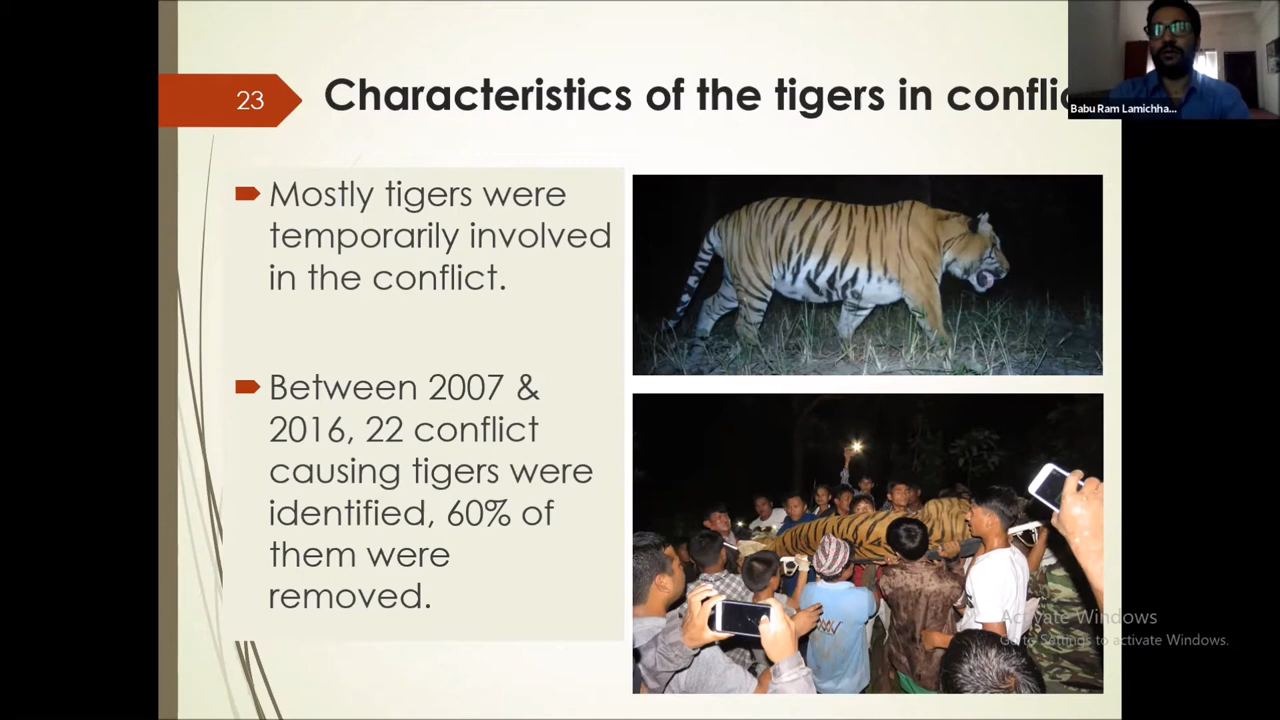 23
Characteristics of the tigers in conflic
Babu Ram Lamichha...
Mostly tigers were
temporarily involved
in the conflict.
Between 2007 &
2016, 22 conflict
causing tigers were
identified, 60% of
them were
removed.
Activate Windows
Go to Settings to activate Windows.